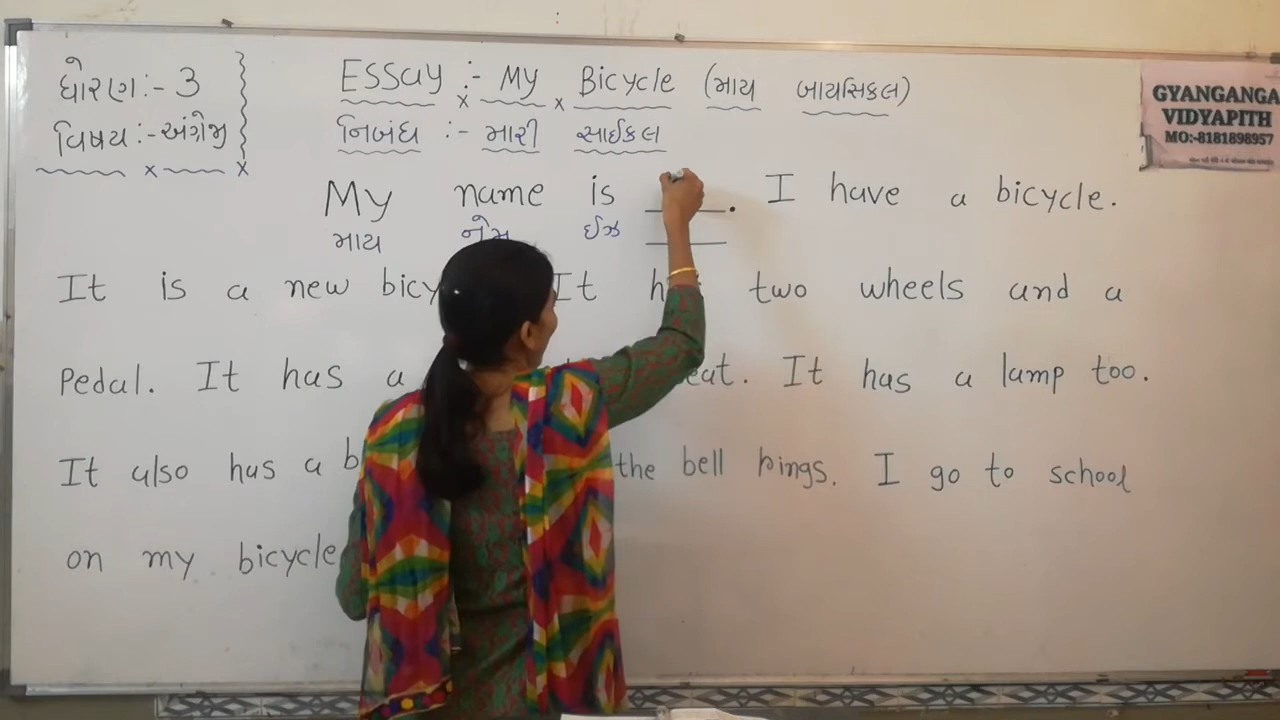 ધોરણ:- 3
વિષય:- અંગ્રેજી
Essay :- My Bicycle (માય બાયસિકલ)
નિબંધ :- મારી સાઈકલ
GYANGANGA
VIDYAPITH
MO:-8181898957
My name is ____. I have a bicycle.
માય નેમ ઈઝ ____
It is a new It two wheels and a
Pedal. It has a It has a lamp too.
It also has a the bell rings. I go to school
on my bicycle